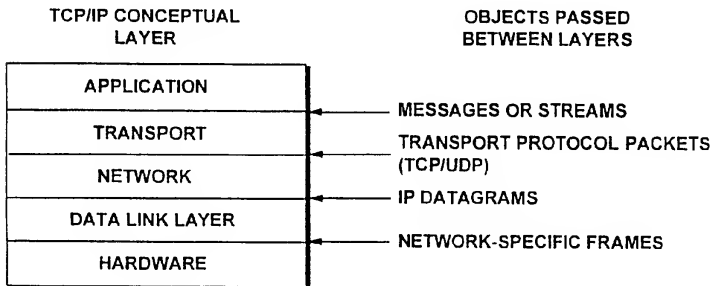 TCP/IP CONCEPTUAL
LAYER
OBJECTS PASSED
BETWEEN LAYERS
APPLICATION
MESSAGES OR STREAMS
TRANSPORT
TRANSPORT PROTOCOL PACKETS
(TCP/UDP)
NETWORK
IP DATAGRAMS
DATA LINK LAYER
NETWORK-SPECIFIC FRAMES
HARDWARE